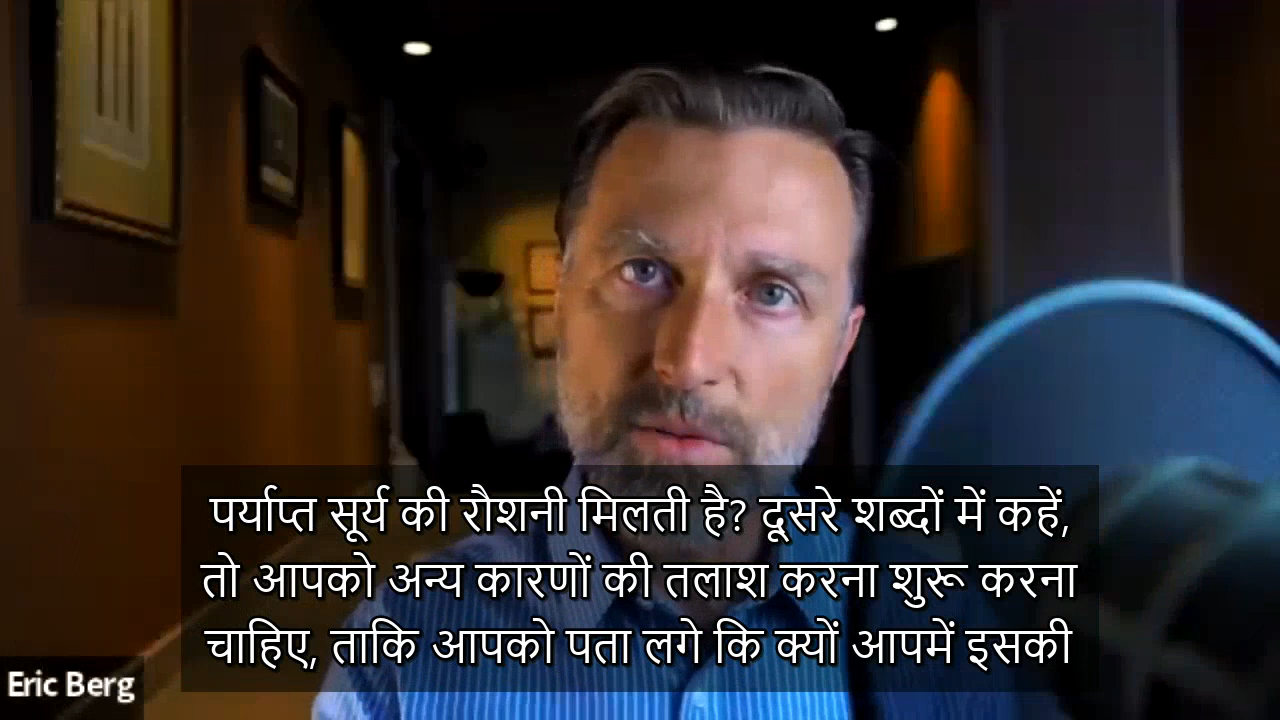 पर्याप्त सूर्य की रौशनी मिलती है? दूसरे शब्दों में कहें,
तो आपको अन्य कारणों की तलाश करना शुरू करना
चाहिए, ताकि आपको पता लगे कि क्यों आपमें इसकी
Eric Berg